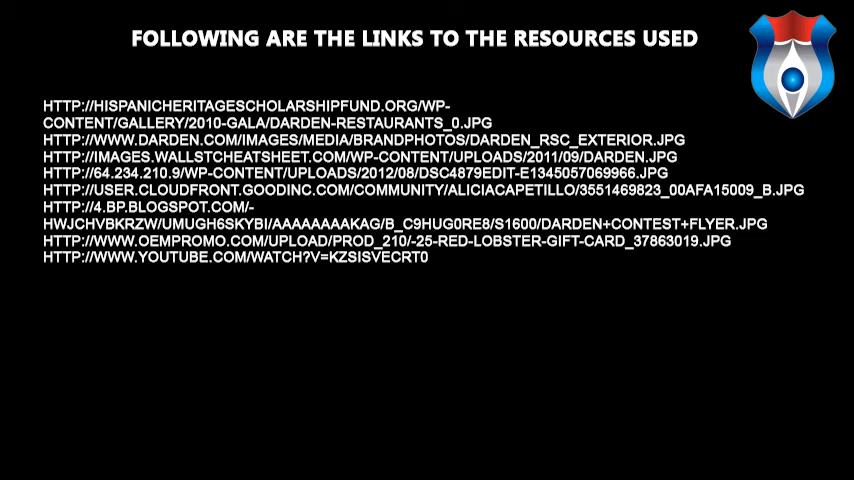 FOLLOWING ARE THE LINKS TO THE RESOURCES USED
HTTP://HISPANICHERITAGESCHOLARSHIPFUND.ORG/WP-
CONTENT/GALLERY/2010-GALA/DARDEN-RESTAURANTS_0.JPG
HTTP://WWW.DARDEN.COM/IMAGES/MEDIA/BRANDPHOTOS/DARDEN_RSC_EXTERIOR.JPG
HTTP://IMAGES.WALLSTCHEATSHEET.COM/WP-CONTENT/UPLOADS/2011/09/DARDEN.JPG
HTTP://64.234.210.9/WP-CONTENT/UPLOADS/2012/08/DSC4879EDIT-E1345057069966.JPG
HTTP://USER.CLOUDFRONT.GOODINC.COM/COMMUNITY/ALICIACAPETILLO/3551469823_00AFA15009_B.JPG
HTTP://4.BP.BLOGSPOT.COM/-
HWJCHVBKRZW/UMUGH6SKYBI/AAAAAAAAKAG/B_C9HUG0RE8/S1600/DARDEN+CONTEST+FLYER.JPG
HTTP://WWW.OEMPROMO.COM/UPLOAD/PROD_210/-25-RED-LOBSTER-GIFT-CARD_37863019.JPG
HTTP://WWW.YOUTUBE.COM/WATCH?V=KZSISVECRT0